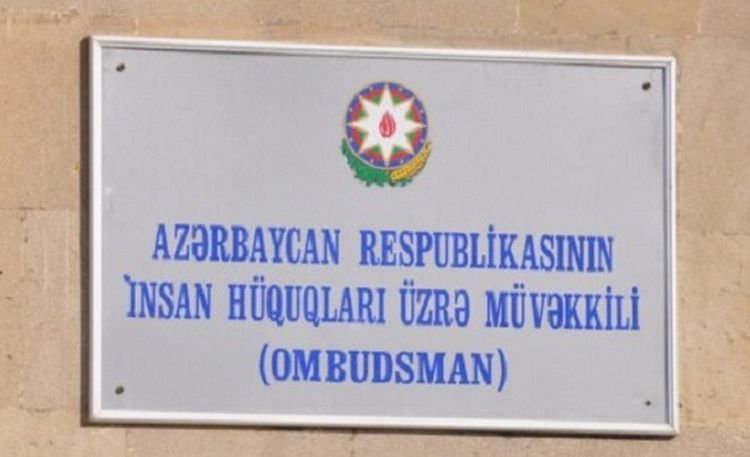 AZƏRBAYCAN RESPUBLİKASININ
İNSAN HÜQUQLARI ÜZRƏ MÜVƏKKİLİ
(OMBUDSMAN)